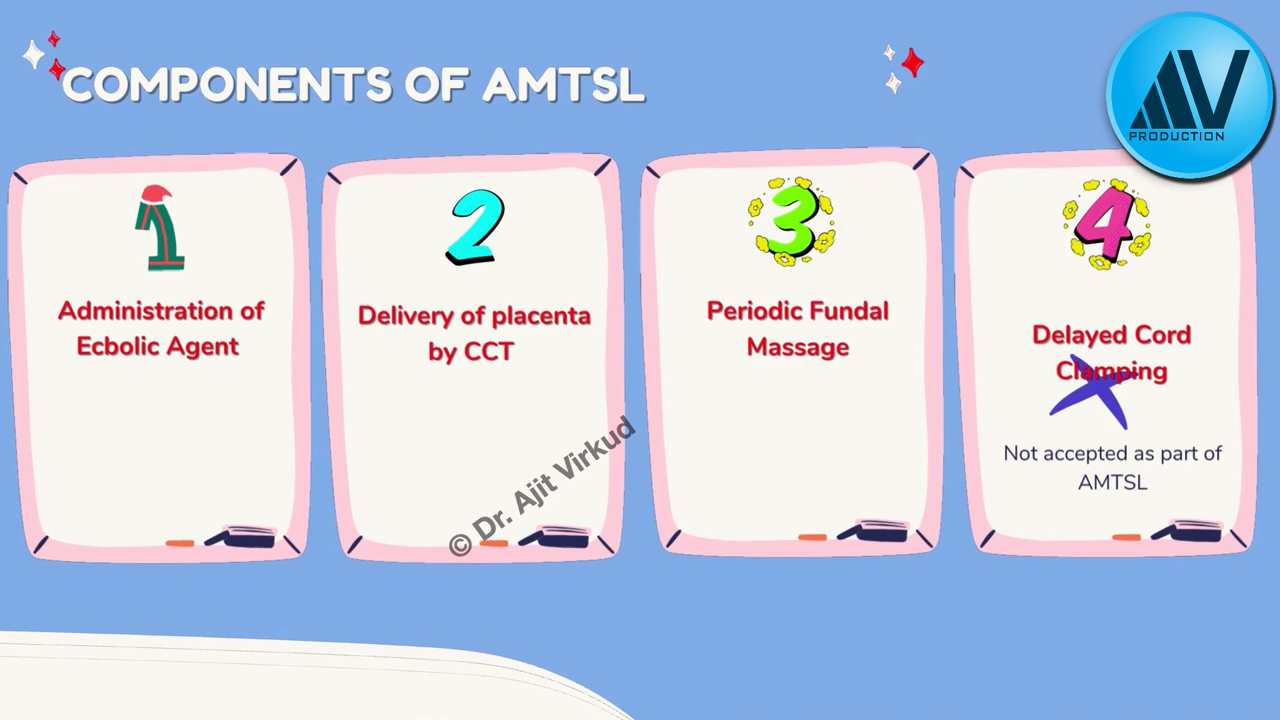 COMPONENTS OF AMTSL
AV
PRODUCTION
1
Administration of
Ecbolic Agent
2
Delivery of placenta
by CCT
3
Periodic Fundal
Massage
4
Delayed Cord
Clamping
Not accepted as part of
AMTSL
© Dr. Ajit Virkud